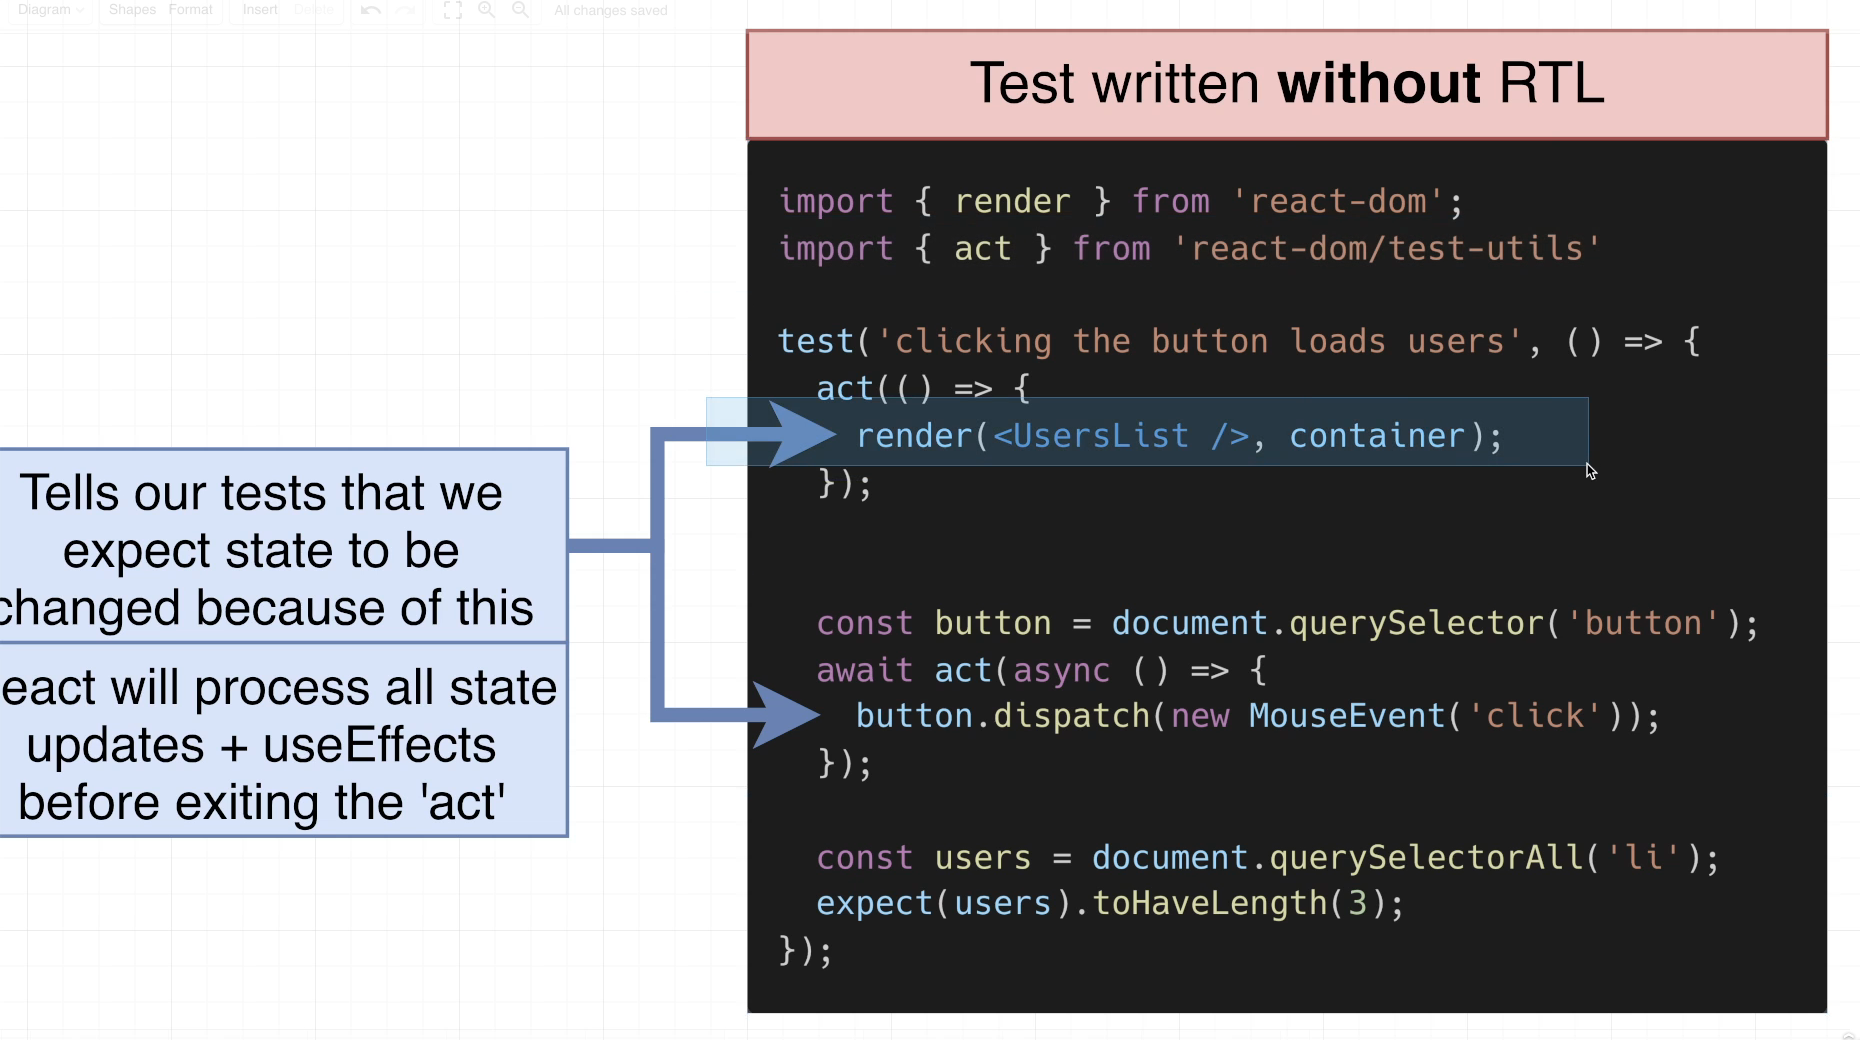 Diagram Shapes Format Insert Delete All changes saved
Test written without RTL
import { render } from 'react-dom';
import { act } from 'react-dom/test-utils'
test('clicking the button loads users', () => {
act(() => {
render(<UsersList />, container);
});
const button = document.querySelector('button');
await act(async () => {
button.dispatch(new MouseEvent('click'));
});
const users = document.querySelectorAll('li');
expect(users).toHaveLength(3);
});
Tells our tests that we
expect state to be
changed because of this
eact will process all state
updates + useEffects
before exiting the 'act'